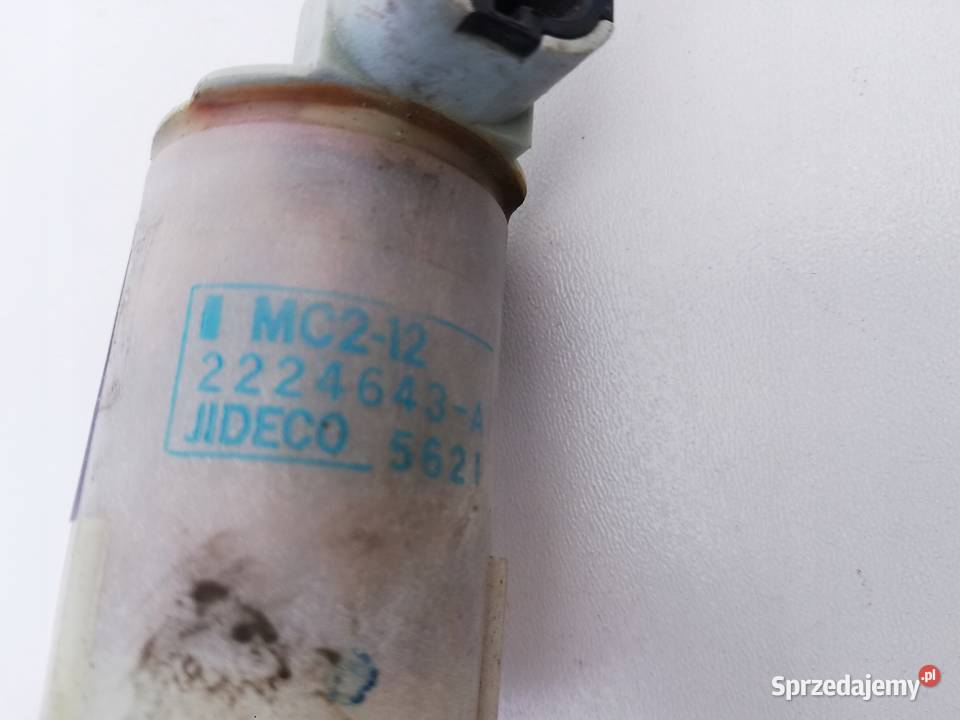 MC2-12
2224643-A
JIDECO 5621
Sprzedajemy.pl